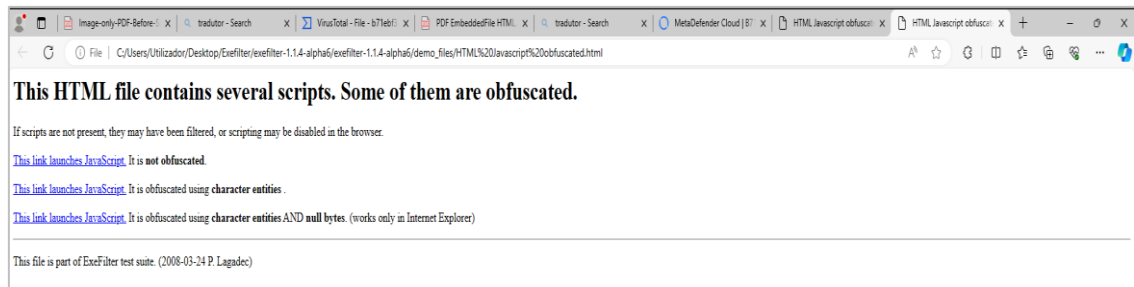 Image-only-PDF-Before-S
tradutor - Search
VirusTotal - File - b71ebf
PDF EmbeddedFile HTML
tradutor - Search
MetaDefender Cloud | B7
HTML Javascript obfuscat
HTML Javascript obfuscat
File | C:/Users/Utilizador/Desktop/Exefilter/exefilter-1.1.4-alpha6/exefilter-1.1.4-alpha6/demo_files/HTML%20Javascript%20obfuscated.html
This HTML file contains several scripts. Some of them are obfuscated.
If scripts are not present, they may have been filtered, or scripting may be disabled in the browser.
This link launches JavaScript. It is not obfuscated.
This link launches JavaScript. It is obfuscated using character entities .
This link launches JavaScript. It is obfuscated using character entities AND null bytes. (works only in Internet Explorer)
This file is part of ExeFilter test suite. (2008-03-24 P. Lagadec)